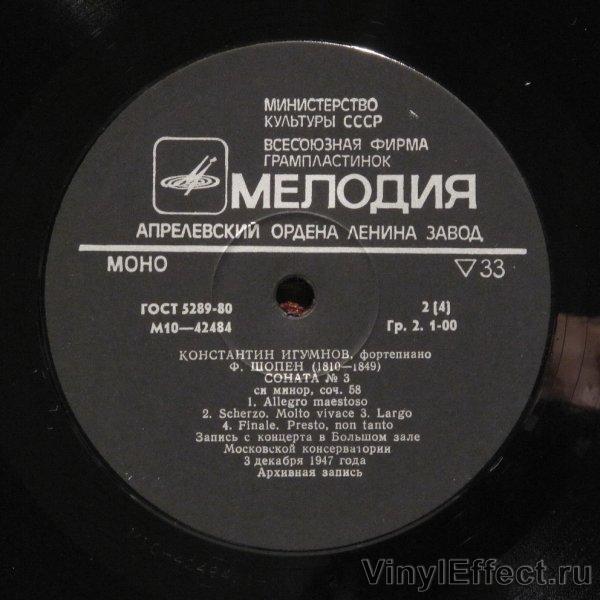 МИНИСТЕРСТВО
КУЛЬТУРЫ СССР
ВСЕСОЮЗНАЯ ФИРМА
ГРАМПЛАСТИНОК
МЕЛОДИЯ
АПРЕЛЕВСКИЙ ОРДЕНА ЛЕНИНА ЗАВОД
МОНО ▽33
ГОСТ 5289-80 2 [4]
М10—42484 Гр. 2. 1-00
КОНСТАНТИН ИГУМНОВ, фортепиано
Ф. ШОПЕН (1810—1849)
СОНАТА № 3
си минор, соч. 58
1. Allegro maestoso
2. Scherzo. Molto vivace 3. Largo
4. Finale. Presto, non tanto
Запись с концерта в Большом зале
Московской консерватории
3 декабря 1947 года
Архивная запись
VinylEffect.ru